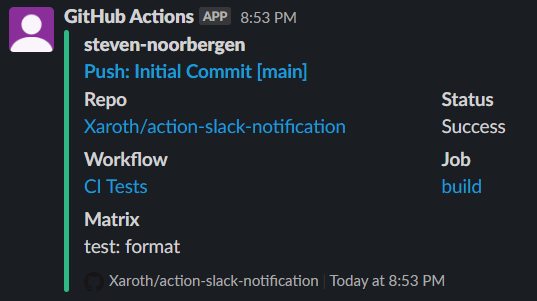 GitHub Actions APP 8:53 PM
steven-noorbergen
Push: Initial Commit [main]
Repo Status
Xaroth/action-slack-notification Success
Workflow Job
CI Tests build
Matrix
test: format
Xaroth/action-slack-notification | Today at 8:53 PM